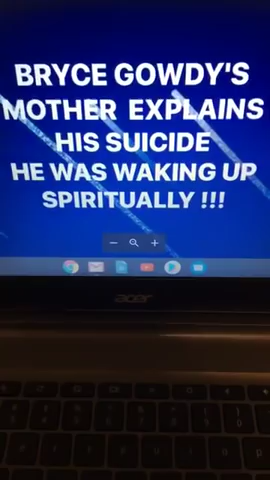 BRYCE GOWDY'S
MOTHER EXPLAINS
HIS SUICIDE
HE WAS WAKING UP
SPIRITUALLY !!!
acer